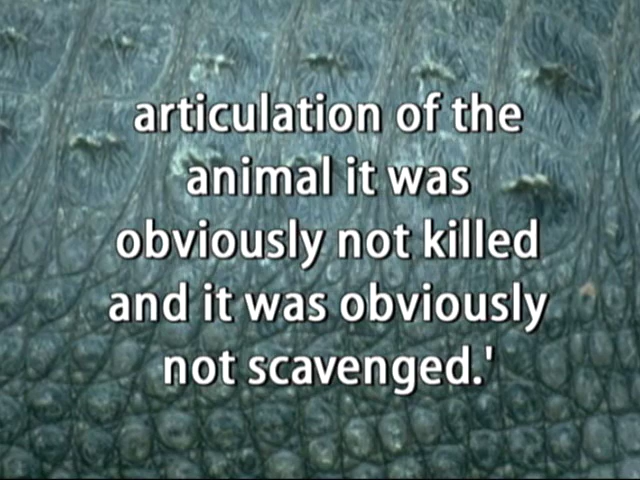 articulation of the
animal it was
obviously not killed
and it was obviously
not scavenged.'